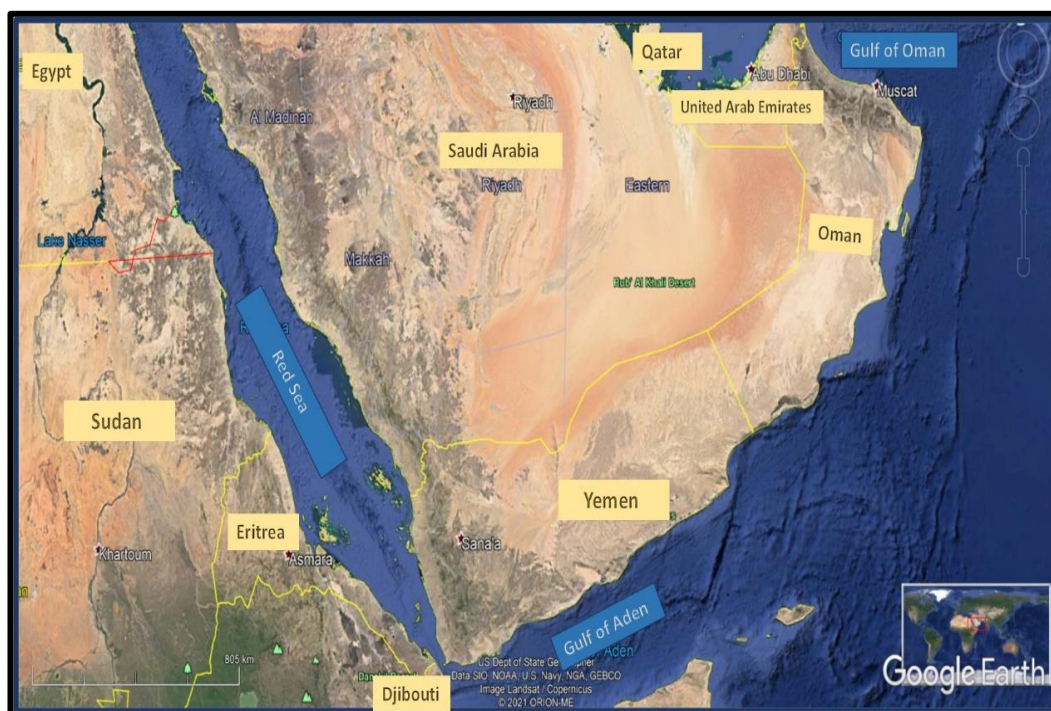 Qatar
Gulf of Oman
Egypt
Abu Dhabi
Muscat
Riyadh
United Arab Emirates
Al Madinah
Saudi Arabia
Riyadh
Eastern
Oman
Lake Nasser
Makkah
Rub' Al Khali Desert
Red Sea
Sudan
Yemen
Eritrea
Sana'a
Khartoum
Asmara
Gulf of Aden
805 km
US Dept of State Geographer
Data SIO, NOAA, U.S. Navy, NGA, GEBCO
Image Landsat / Copernicus
© 2021 ORION-ME
Djibouti
Google Earth